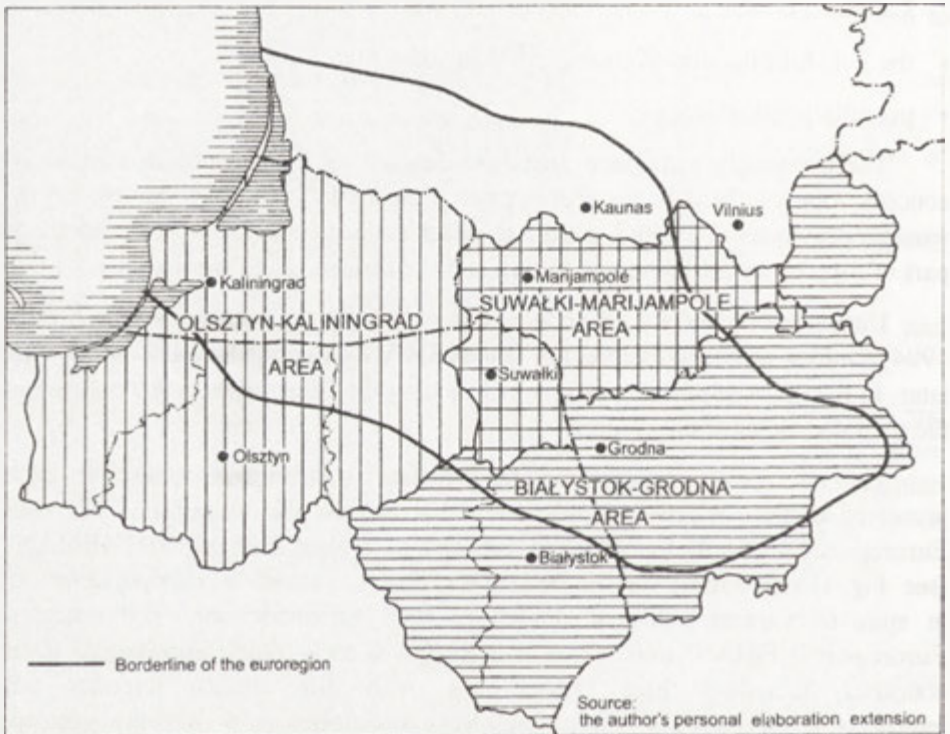 Kaunas
Vilnius
Marijampolé
Kaliningrad
SUWAŁKI-MARIJAMPOLE
AREA
OLSZTYN-KALININGRAD
AREA
Suwałki
Grodna
Olsztyn
BIAŁYSTOK-GRODNA
AREA
Białystok
Borderline of the euroregion
Source:
the author's personal elaboration extension